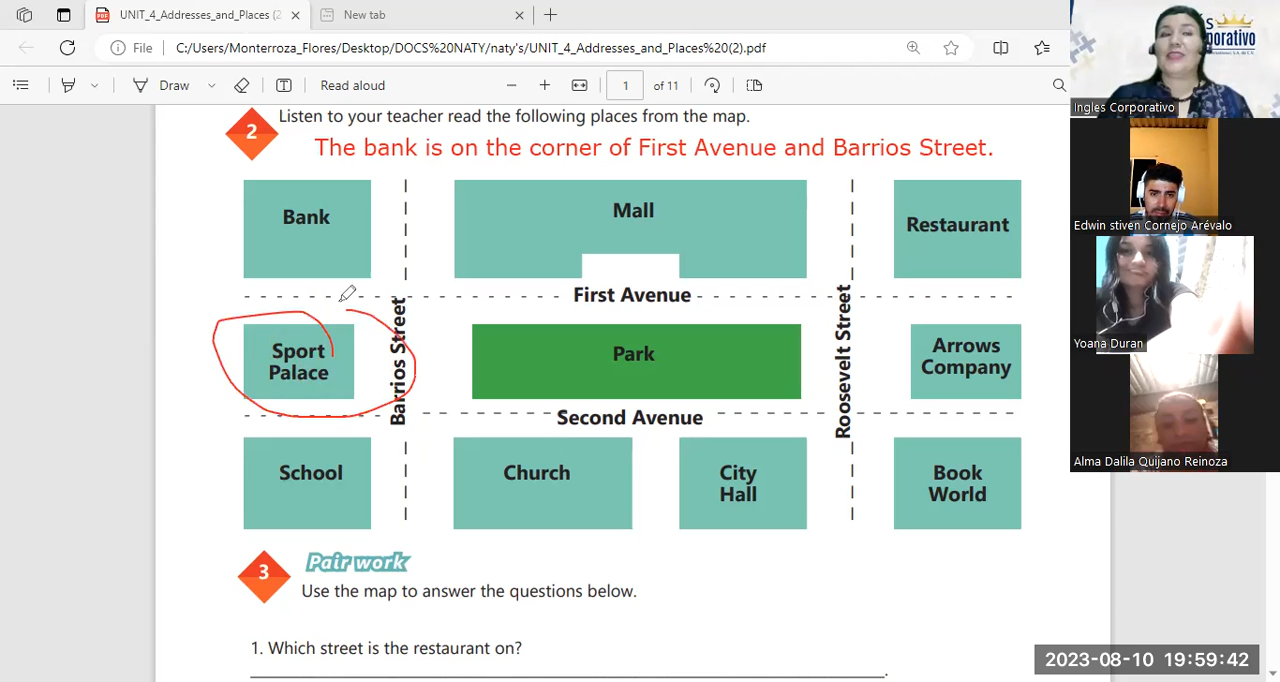 UNIT_4_Addresses_and_Places (2
New tab
File
C:/Users/Monterroza_Flores/Desktop/DOCS%20NATY/naty's/UNIT_4_Addresses_and_Places%20(2).pdf
Draw
Read aloud
1
of 11
2
Listen to your teacher read the following places from the map.
The bank is on the corner of First Avenue and Barrios Street.
Bank
Mall
Restaurant
First Avenue
Sport
Palace
Barrios Street
Park
Roosevelt Street
Arrows
Company
Second Avenue
School
Church
City
Hall
Book
World
3
Pair work
Use the map to answer the questions below.
1. Which street is the restaurant on?
Ingles Corporativo
Edwin stiven Cornejo Arévalo
Yoana Duran
Alma Dalila Quijano Reinoza
2023-08-10 19:59:42